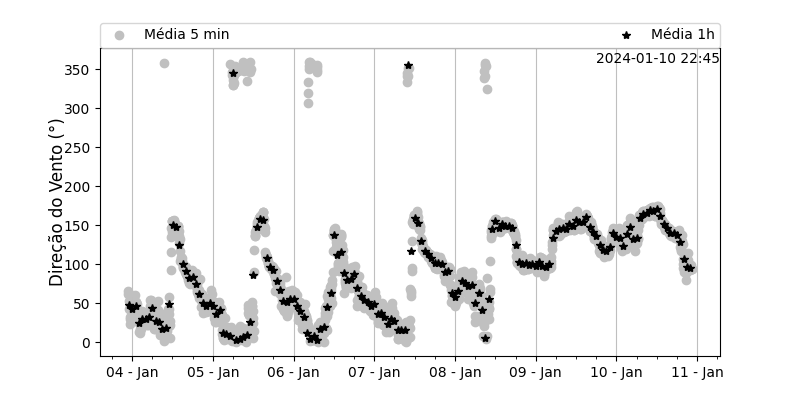 Média 5 min
Média 1h
2024-01-10 22:45
Direção do Vento (°)
350
300
250
200
150
100
50
0
04 - Jan
05 - Jan
06 - Jan
07 - Jan
08 - Jan
09 - Jan
10 - Jan
11 - Jan